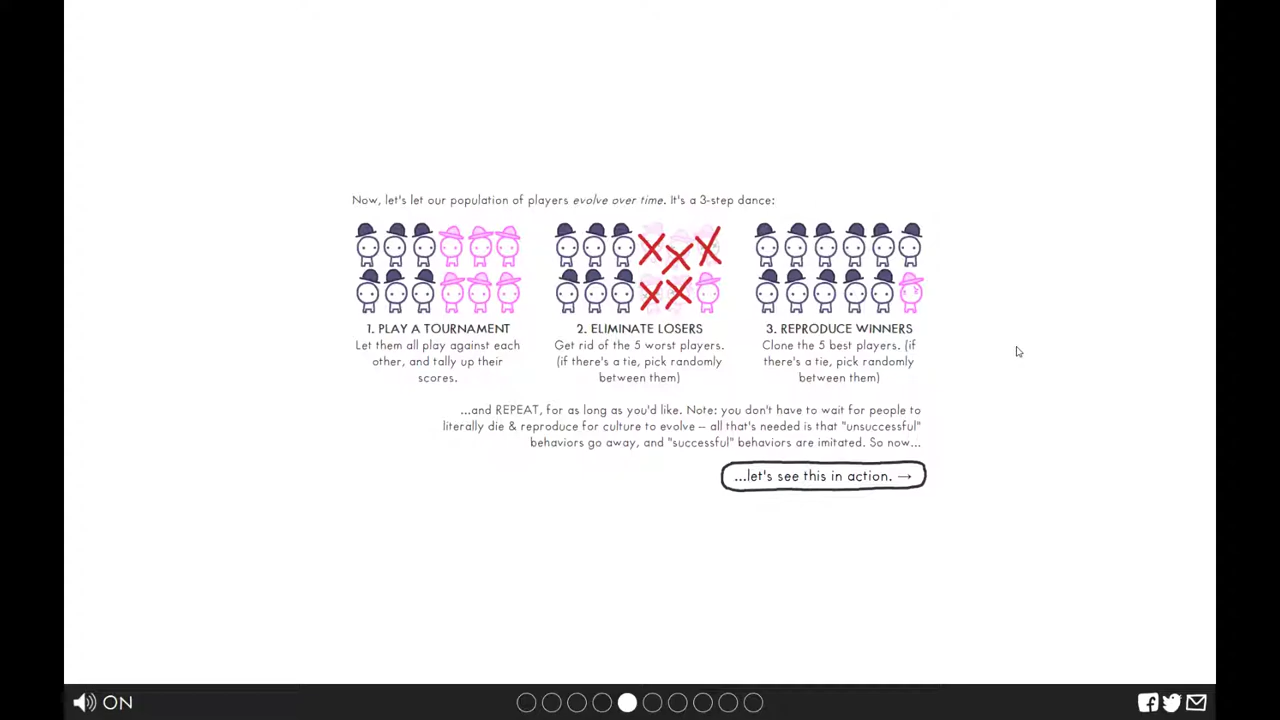 Now, let's let our population of players evolve over time. It's a 3-step dance:
1. PLAY A TOURNAMENT
Let them all play against each
other, and tally up their
scores.
2. ELIMINATE LOSERS
Get rid of the 5 worst players.
(if there's a tie, pick randomly
between them)
3. REPRODUCE WINNERS
Clone the 5 best players. (if
there's a tie, pick randomly
between them)
...and REPEAT, for as long as you'd like. Note: you don't have to wait for people to
literally die & reproduce for culture to evolve – all that's needed is that "unsuccessful"
behaviors go away, and "successful" behaviors are imitated. So now...
...let's see this in action. →
ON